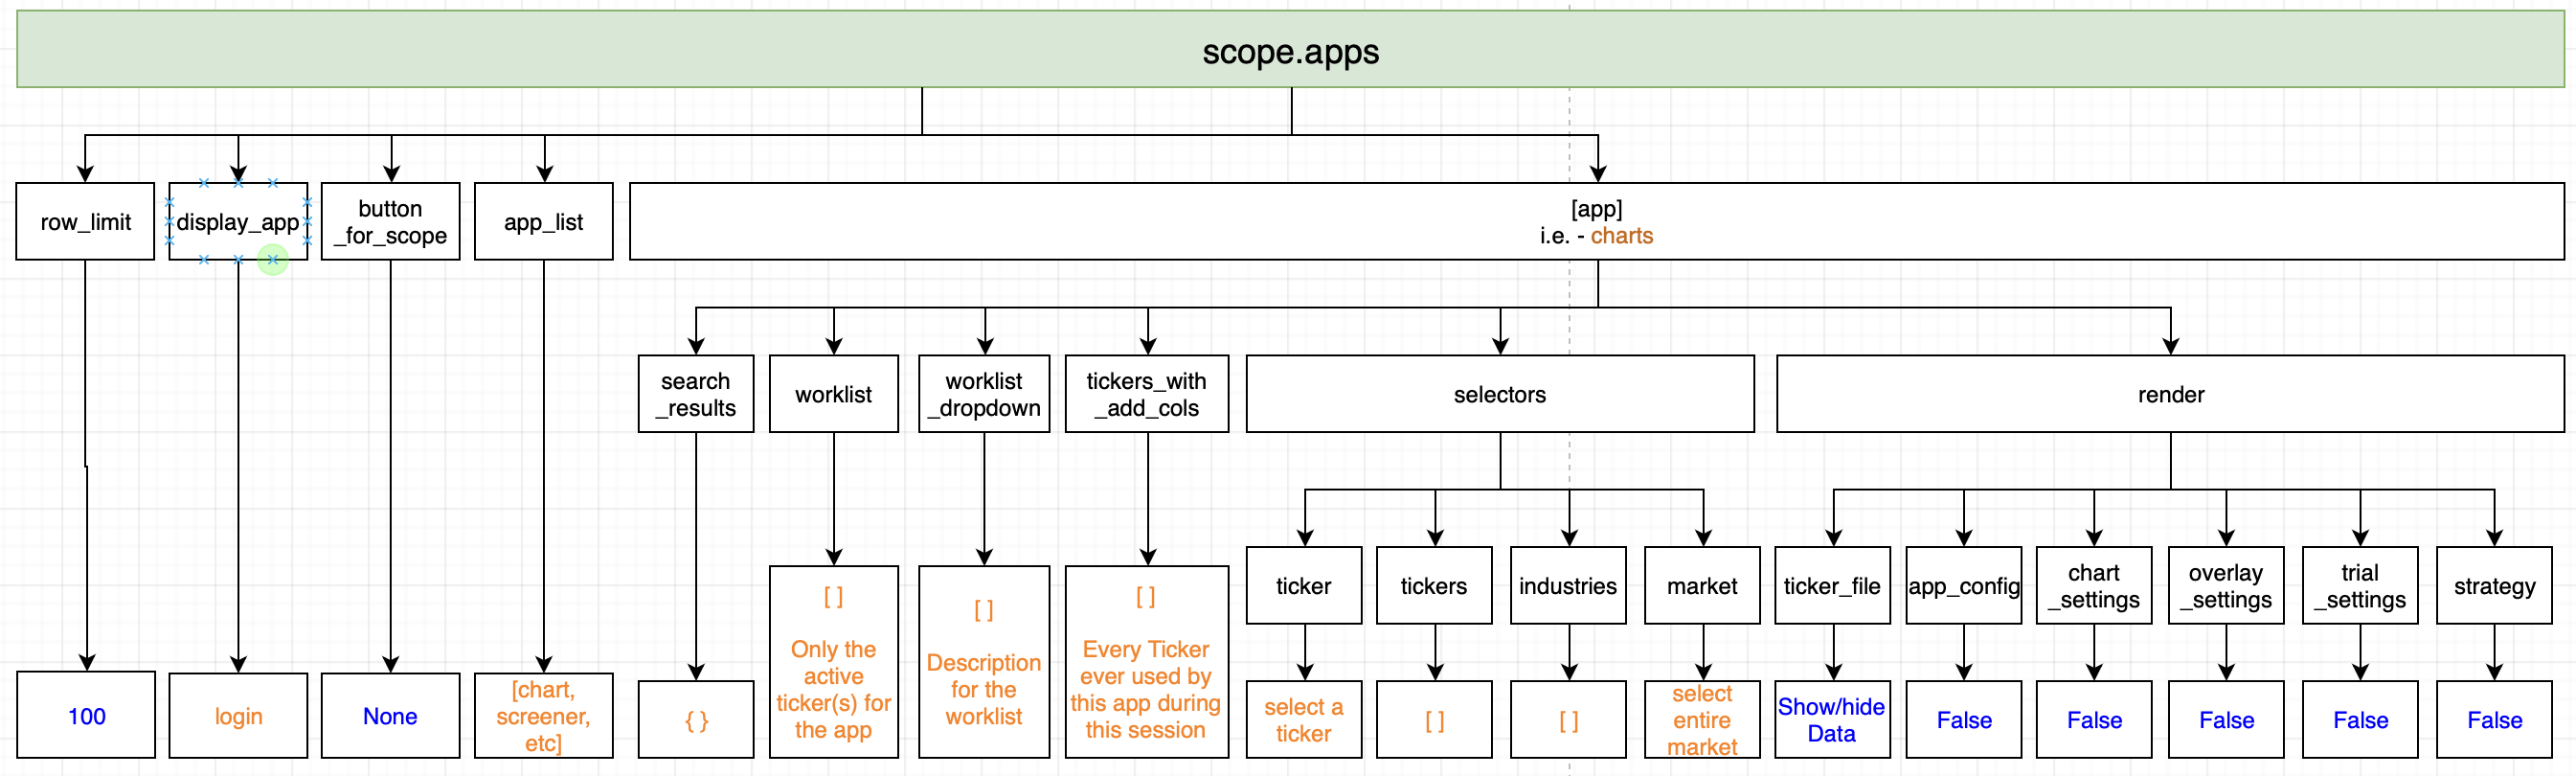 scope.apps
row_limit
display_app
button
_for_scope
app_list
[app]
i.e. - charts
search
_results
worklist
worklist
_dropdown
tickers_with
_add_cols
selectors
render
ticker
tickers
industries
market
ticker_file
app_config
chart
_settings
overlay
_settings
trial
_settings
strategy
100
login
None
[chart,
screener,
etc]
{ }
[ ]
Only the
active
ticker(s) for
the app
[ ]
Description
for the
worklist
[ ]
Every Ticker
ever used by
this app during
this session
select a
ticker
[ ]
[ ]
select
entire
market
Show/hide
Data
False
False
False
False
False